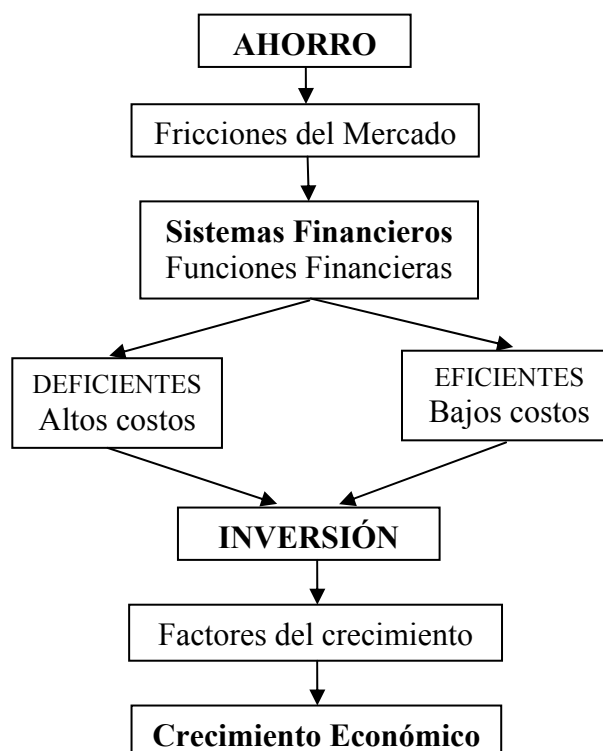 AHORRO
Fricciones del Mercado
Sistemas Financieros
Funciones Financieras
DEFICIENTES
Altos costos
EFICIENTES
Bajos costos
INVERSIÓN
Factores del crecimiento
Crecimiento Económico